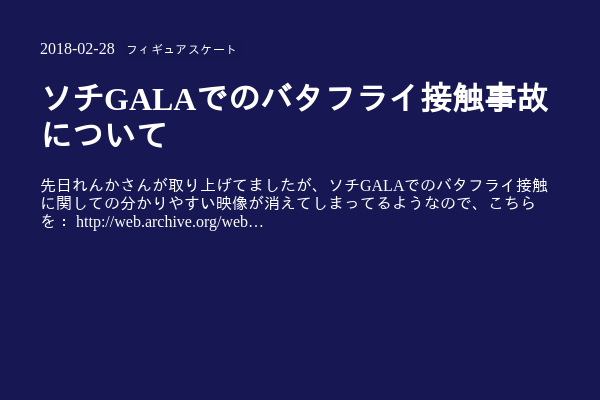 2018-02-28 フィギュアスケート
ソチGALAでのバタフライ接触事故
について
先日れんかさんが取り上げてましたが、ソチGALAでのバタフライ接触
に関しての分かりやすい映像が消えてしまってるようなので、こちら
を： http://web.archive.org/web…